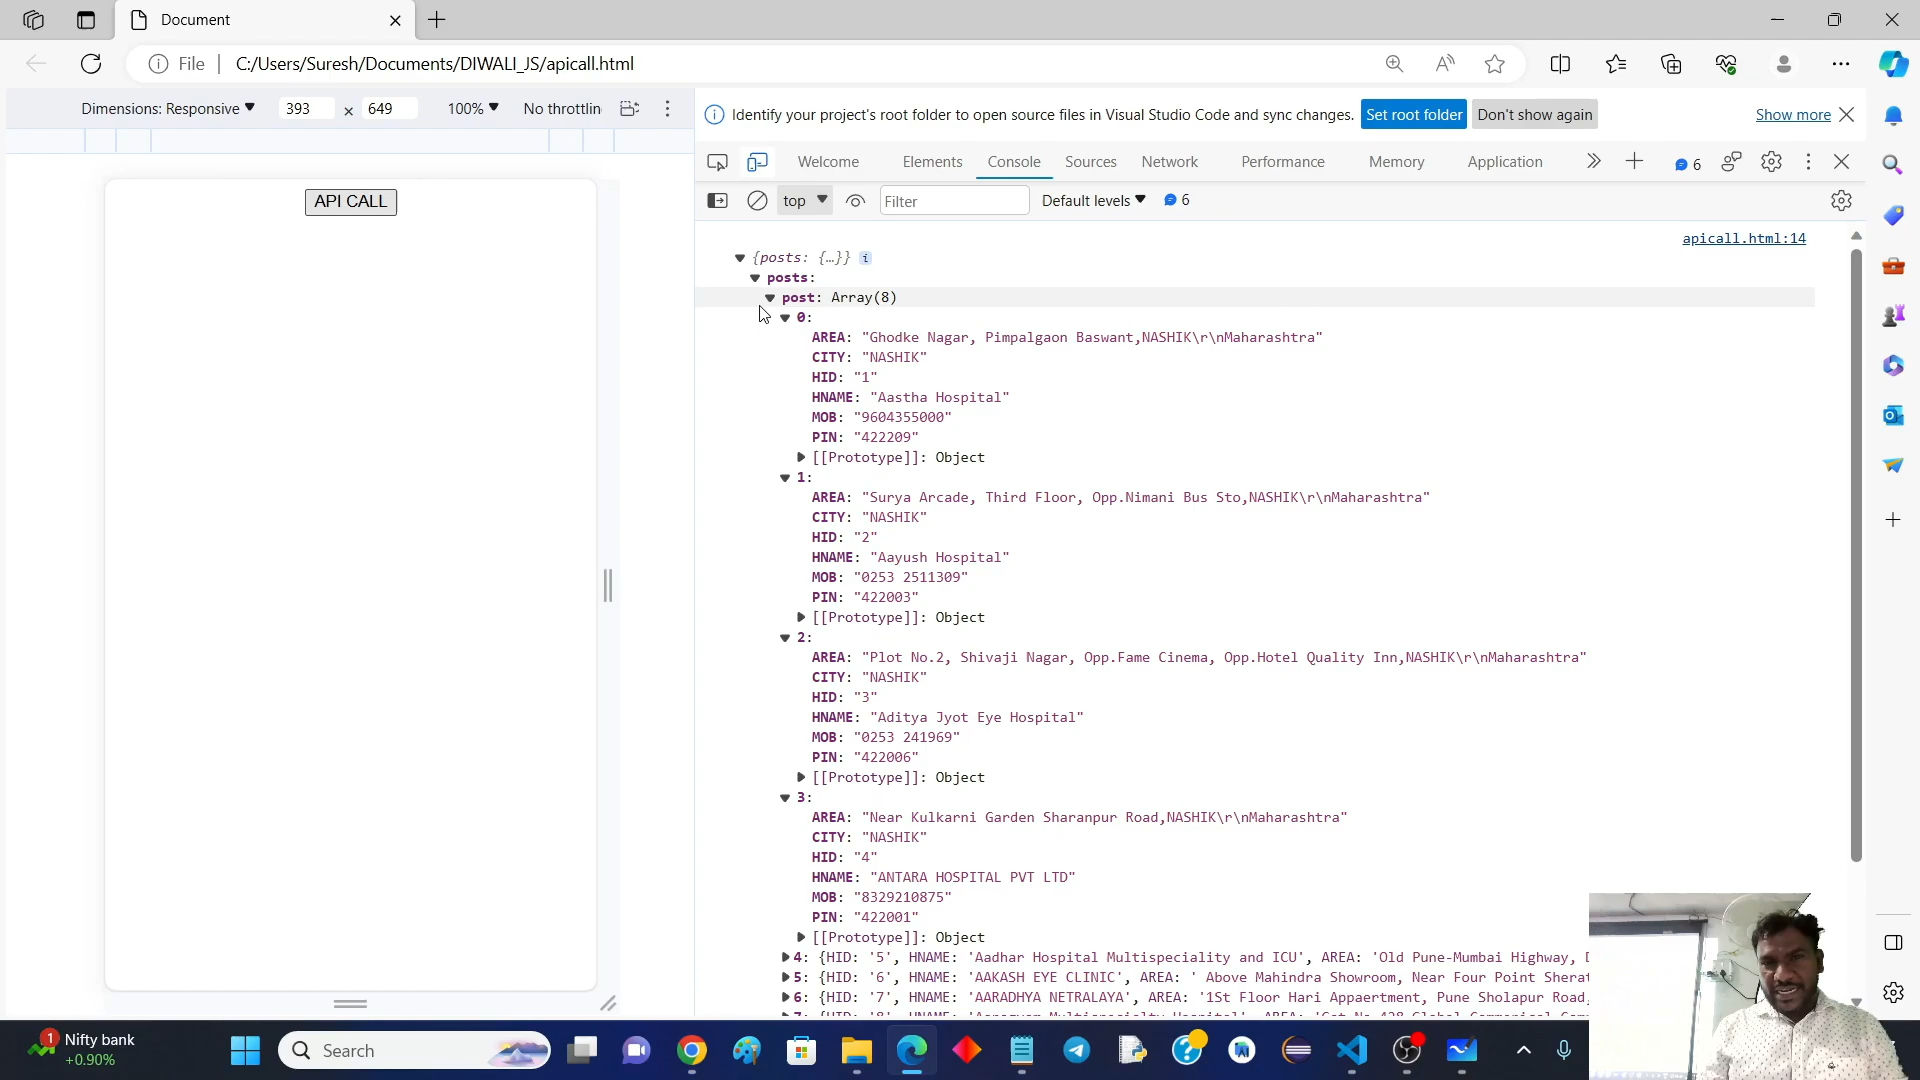 Document
File
C:/Users/Suresh/Documents/DIWALI_JS/apicall.html
Dimensions: Responsive 393 x 649 100% No throttlin
Identify your project's root folder to open source files in Visual Studio Code and sync changes. Set root folder Don't show again Show more
Welcome Elements Console Sources Network Performance Memory Application 6
top Filter Default levels 6
API CALL
apicall.html:14
{posts: {…}} i
posts:
post: Array(8)
0:
AREA: "Ghodke Nagar, Pimpalgaon Baswant,NASHIK\r\nMaharashtra"
CITY: "NASHIK"
HID: "1"
HNAME: "Aastha Hospital"
MOB: "9604355000"
PIN: "422209"
[[Prototype]]: Object
1:
AREA: "Surya Arcade, Third Floor, Opp.Nimani Bus Sto,NASHIK\r\nMaharashtra"
CITY: "NASHIK"
HID: "2"
HNAME: "Aayush Hospital"
MOB: "0253 2511309"
PIN: "422003"
[[Prototype]]: Object
2:
AREA: "Plot No.2, Shivaji Nagar, Opp.Fame Cinema, Opp.Hotel Quality Inn,NASHIK\r\nMaharashtra"
CITY: "NASHIK"
HID: "3"
HNAME: "Aditya Jyot Eye Hospital"
MOB: "0253 241969"
PIN: "422006"
[[Prototype]]: Object
3:
AREA: "Near Kulkarni Garden Sharanpur Road,NASHIK\r\nMaharashtra"
CITY: "NASHIK"
HID: "4"
HNAME: "ANTARA HOSPITAL PVT LTD"
MOB: "8329210875"
PIN: "422001"
[[Prototype]]: Object
4: {HID: '5', HNAME: 'Aadhar Hospital Multispeciality and ICU', AREA: 'Old Pune-Mumbai Highway,
5: {HID: '6', HNAME: 'AAKASH EYE CLINIC', AREA: ' Above Mahindra Showroom, Near Four Point Sherat
6: {HID: '7', HNAME: 'AARADHYA NETRALAYA', AREA: '1St Floor Hari Appaertment, Pune Sholapur Road,
1 Nifty bank
+0.90%
Search